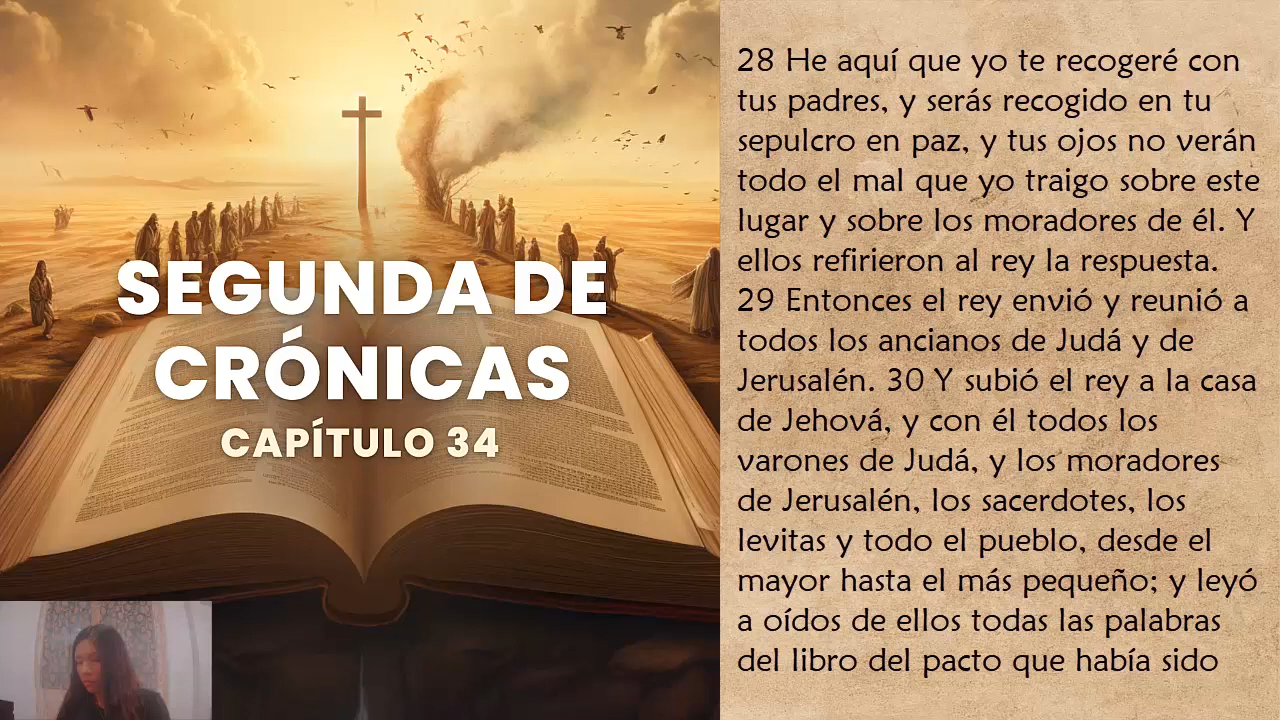 SEGUNDA DE
CRÓNICAS
CAPÍTULO 34
28 He aquí que yo te recogeré con
tus padres, y serás recogido en tu
sepulcro en paz, y tus ojos no verán
todo el mal que yo traigo sobre este
lugar y sobre los moradores de él. Y
ellos refirieron al rey la respuesta.
29 Entonces el rey envió y reunió a
todos los ancianos de Judá y de
Jerusalén. 30 Y subió el rey a la casa
de Jehová, y con él todos los
varones de Judá, y los moradores
de Jerusalén, los sacerdotes, los
levitas y todo el pueblo, desde el
mayor hasta el más pequeño; y leyó
a oídos de ellos todas las palabras
del libro del pacto que había sido